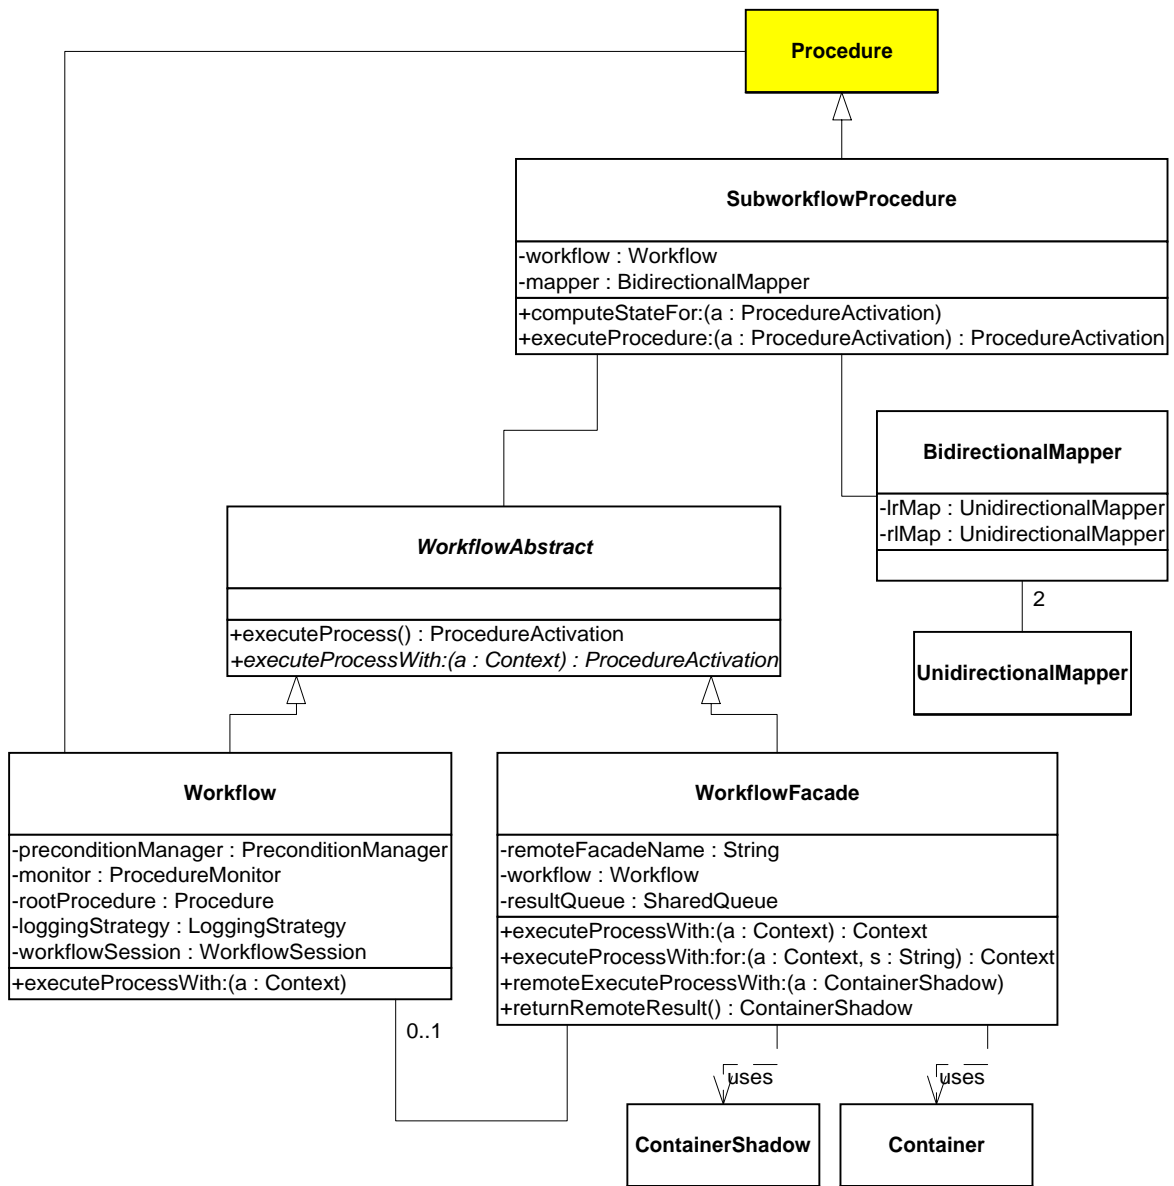 Procedure
SubworkflowProcedure
-workflow : Workflow
-mapper : BidirectionalMapper
+computeStateFor:(a : ProcedureActivation)
+executeProcedure:(a : ProcedureActivation) : ProcedureActivation
BidirectionalMapper
-lrMap : UnidirectionalMapper
-rlMap : UnidirectionalMapper
2
UnidirectionalMapper
WorkflowAbstract
+executeProcess() : ProcedureActivation
+executeProcessWith:(a : Context) : ProcedureActivation
Workflow
-preconditionManager : PreconditionManager
-monitor : ProcedureMonitor
-rootProcedure : Procedure
-loggingStrategy : LoggingStrategy
-workflowSession : WorkflowSession
+executeProcessWith:(a : Context)
0..1
WorkflowFacade
-remoteFacadeName : String
-workflow : Workflow
-resultQueue : SharedQueue
+executeProcessWith:(a : Context) : Context
+executeProcessWith:for:(a : Context, s : String) : Context
+remoteExecuteProcessWith:(a : ContainerShadow)
+returnRemoteResult() : ContainerShadow
uses
uses
ContainerShadow
Container